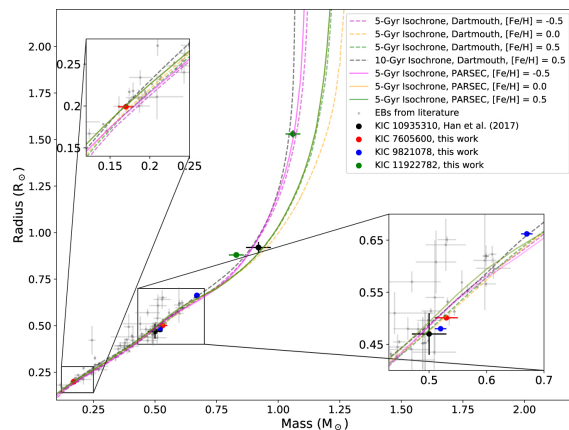 5-Gyr Isochrone, Dartmouth, [Fe/H] = -0.5
5-Gyr Isochrone, Dartmouth, [Fe/H] = 0.0
5-Gyr Isochrone, Dartmouth, [Fe/H] = 0.5
10-Gyr Isochrone, Dartmouth, [Fe/H] = 0.5
5-Gyr Isochrone, PARSEC, [Fe/H] = -0.5
5-Gyr Isochrone, PARSEC, [Fe/H] = 0.0
5-Gyr Isochrone, PARSEC, [Fe/H] = 0.5
EBs from literature
KIC 10935310, Han et al. (2017)
KIC 7605600, this work
KIC 9821078, this work
KIC 11922782, this work
Radius (R⊙)
2.00
1.75
1.50
1.25
1.00
0.75
0.50
0.25
0.25 0.50 0.75 1.00 1.25 1.50 1.75 2.00
Mass (M⊙)
0.25
0.20
0.15
0.15 0.20 0.25
0.65
0.55
0.45
0.5 0.6 0.7